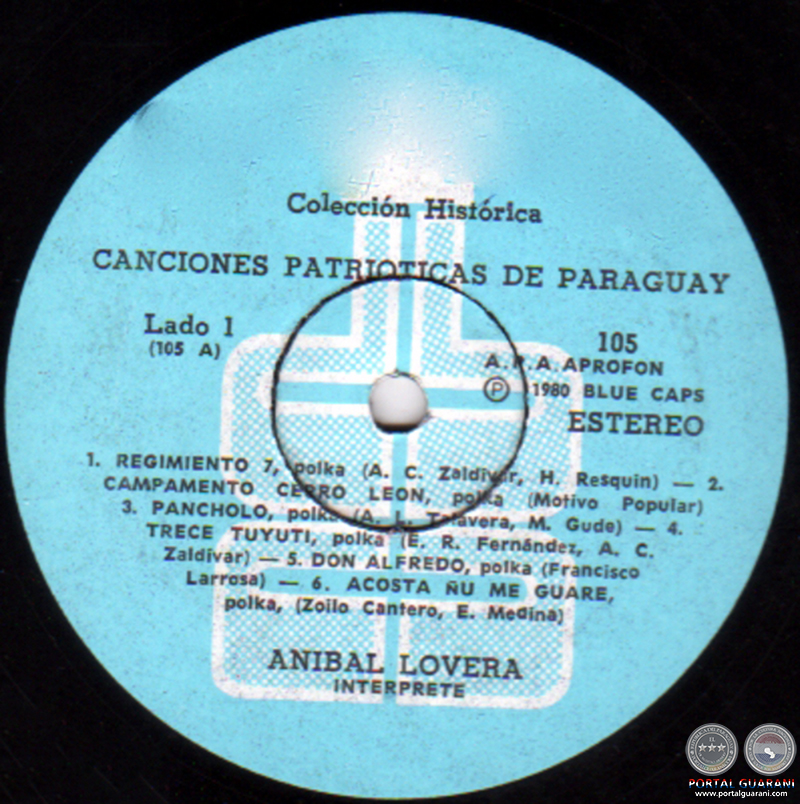 Colección Histórica
CANCIONES PATRIOTICAS DE PARAGUAY
Lado 1
(105 A)
105
A. P. A. APROFON
Ⓟ 1980 BLUE CAPS
ESTEREO
1. REGIMIENTO 7, polka (A. C. Zaldívar, H. Resquin) — 2.
CAMPAMENTO CERRO LEON, polka (Motivo Popular)
3. PANCHOLO, polka (A. L. Talavera, M. Gude) — 4.
TRECE TUYUTI, polka (E. R. Fernández, A. C.
Zaldívar) — 5. DON ALFREDO, polka (Francisco
Larrosa) — 6. ACOSTA ÑU ME GUARE,
polka, (Zoilo Cantero, E. Medina)
ANIBAL LOVERA
INTERPRETE
PORTAL GUARANI
www.portalguarani.com